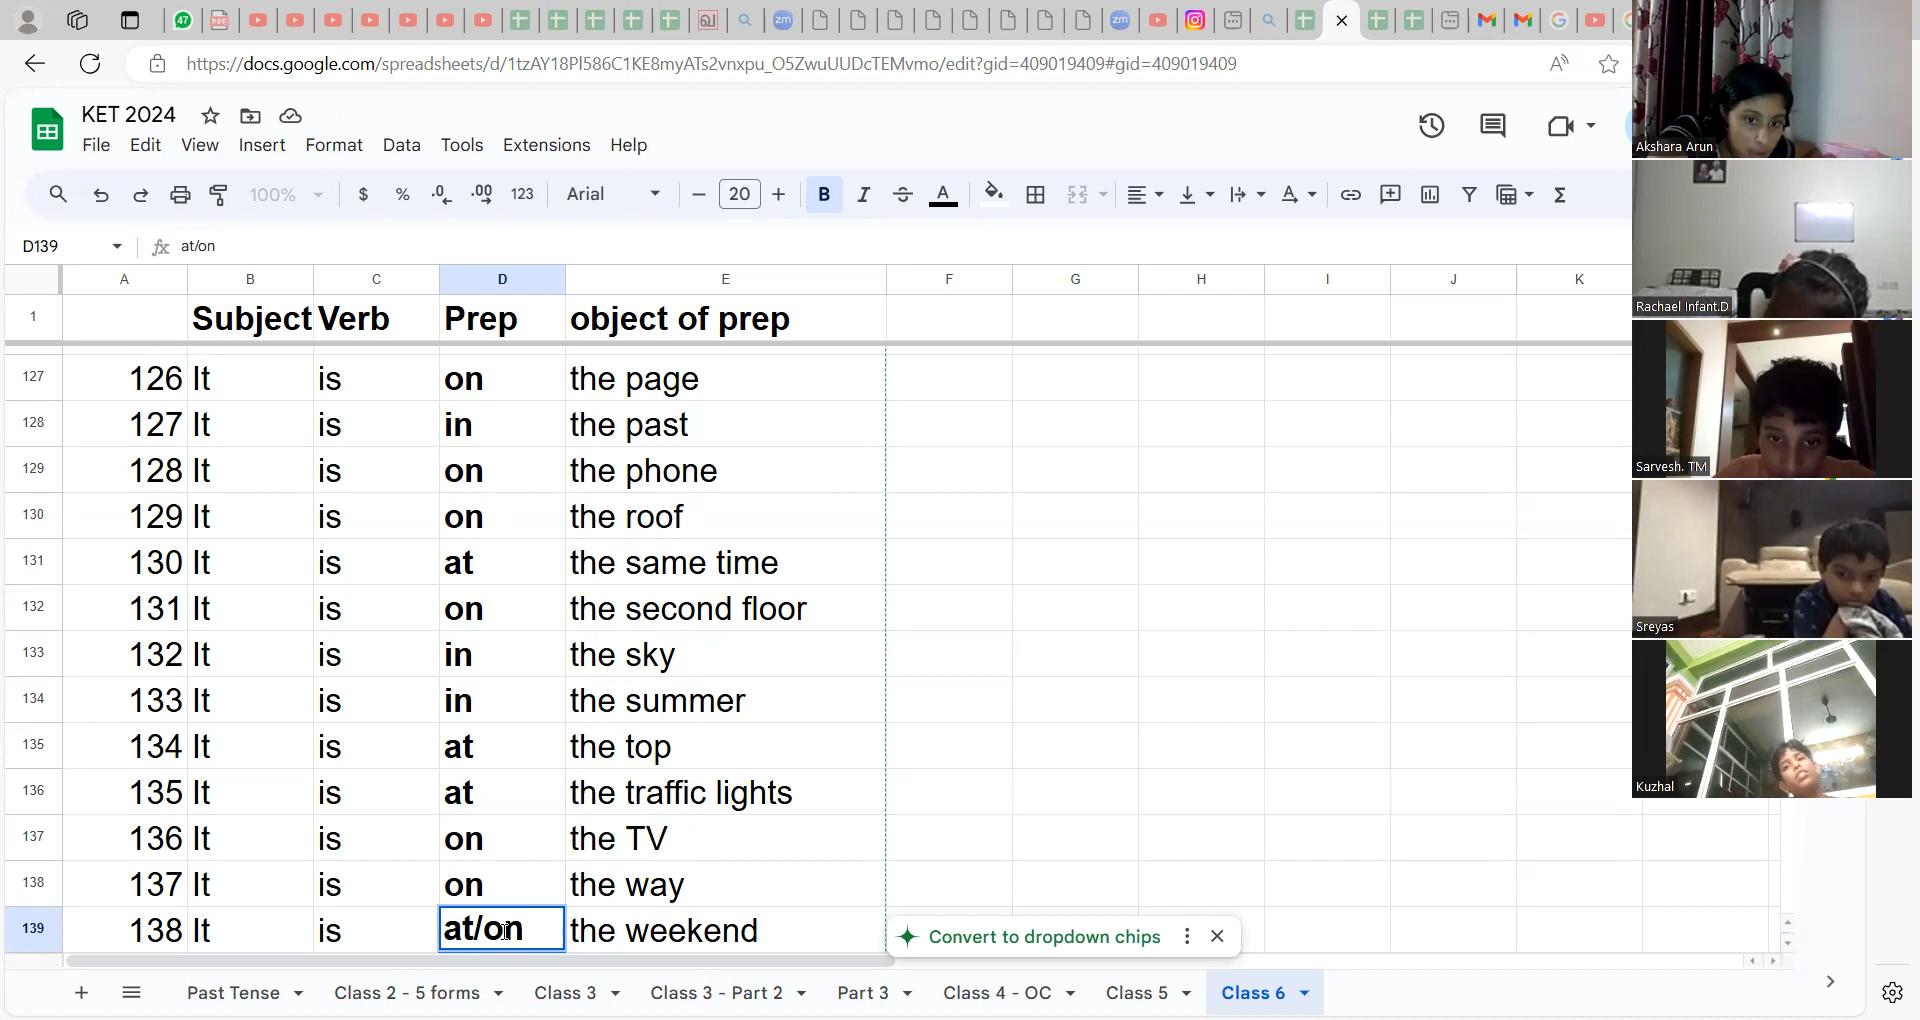 47
PDF
zm
zm
https://docs.google.com/spreadsheets/d/1tzAY18Pl586C1KE8myATs2vnxpu_O5ZwuUUDcTEMvmo/edit?gid=409019409#gid=409019409
KET 2024
File Edit View Insert Format Data Tools Extensions Help
100% $ % .0 .00 123 Arial 20 B I A
D139 fx at/on
A B C D E F G H I J K
1 Subject Verb Prep object of prep
127 126 It is on the page
128 127 It is in the past
129 128 It is on the phone
130 129 It is on the roof
131 130 It is at the same time
132 131 It is on the second floor
133 132 It is in the sky
134 133 It is in the summer
135 134 It is at the top
136 135 It is at the traffic lights
137 136 It is on the TV
138 137 It is on the way
139 138 It is at/on the weekend
Convert to dropdown chips
Past Tense Class 2 - 5 forms Class 3 Class 3 - Part 2 Part 3 Class 4 - OC Class 5 Class 6
Akshara Arun
Rachael Infant.D
Sarvesh. TM
Sreyas
Kuzhal